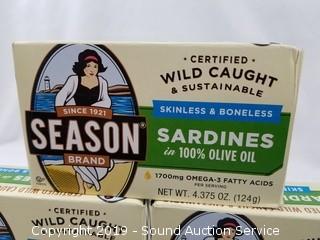 CERTIFIED
WILD CAUGHT
& SUSTAINABLE
SKINLESS & BONELESS
SINCE 1921
SEASON®
BRAND
SARDINES
in 100% OLIVE OIL
1700mg OMEGA-3 FATTY ACIDS
PER SERVING
NET WT. 4.375 OZ. (124g)
CERTIFIED
WILD CAUGHT
CERTIFIED
Copyright 2019 - Sound Auction Service